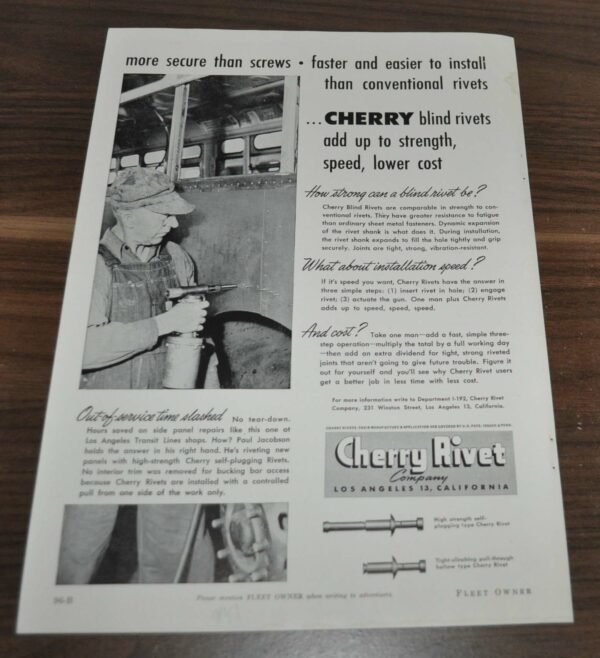 more secure than screws • faster and easier to install
than conventional rivets
...CHERRY blind rivets
add up to strength,
speed, lower cost
How strong can a blind rivet be?
Cherry Blind Rivets are comparable in strength to con-
ventional rivets. They have greater resistance to fatigue
than ordinary sheet metal fasteners. Dynamic expansion
of the rivet shank is what does it. During installation,
the rivet shank expands to fill the hole tightly and grip
securely. Joints are tight, strong, vibration-resistant.
What about installation speed?
If it's speed you want, Cherry Rivets have the answer in
three simple steps: (1) insert rivet in hole; (2) engage
rivet; (3) actuate the gun. One man plus Cherry Rivets
adds up to speed, speed, speed.
And cost? Take one man—add a fast, simple three-
step operation—multiply the total by a full working day
—then add an extra dividend for tight, strong riveted
joints that aren't going to give future trouble. Figure it
out for yourself and you'll see why Cherry Rivet users
get a better job in less time with less cost.
For more information write to Department I-192, Cherry Rivet
Company, 231 Winston Street, Los Angeles 13, California.
Out-of-service time slashed No tear-down.
Hours saved on side panel repairs like this one at
Los Angeles Transit Lines shops. How? Paul Jacobson
holds the answer in his right hand. He's riveting new
panels with high-strength Cherry self-plugging Rivets.
No interior trim was removed for bucking bar access
because Cherry Rivets are installed with a controlled
pull from one side of the work only.
CHERRY RIVETS, THEIR MANUFACTURE & APPLICATION ARE COVERED BY U.S. PATS. ISSUED & PEND.
Cherry Rivet
Company
LOS ANGELES 13, CALIFORNIA
High strength self-
plugging type Cherry Rivet
Tight-clinching pull-through
hollow type Cherry Rivet
96-B
Please mention FLEET OWNER when writing to advertisers.
FLEET OWNER